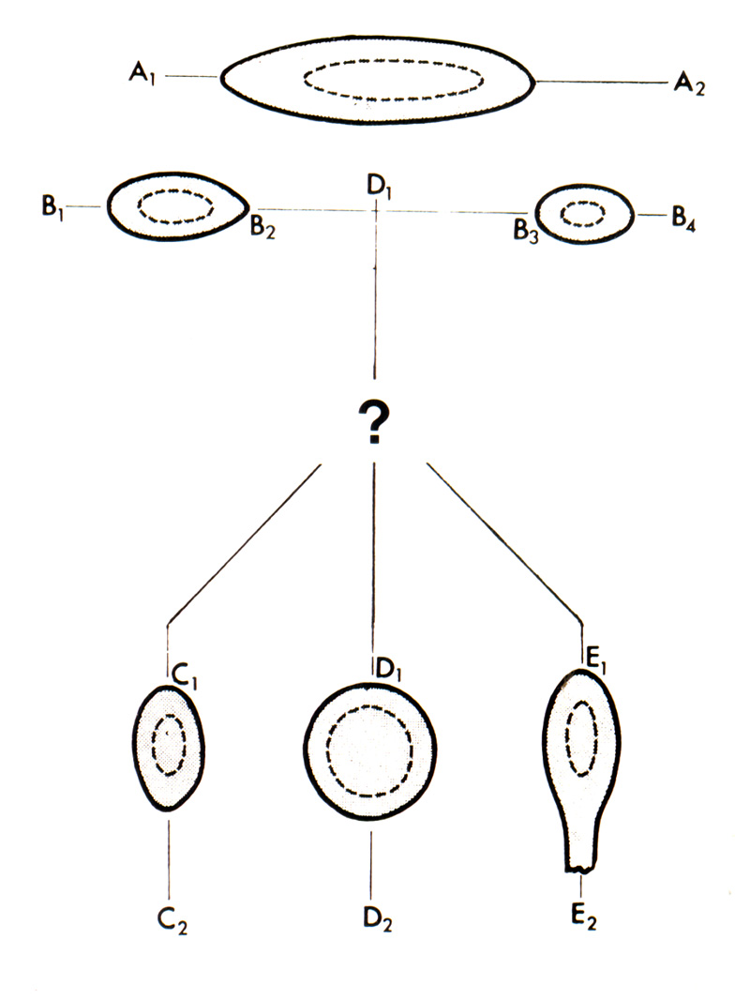 A₁ A₂
D₁
B₁ B₂ B₃ B₄
?
C₁ D₁ E₁
C₂ D₂ E₂